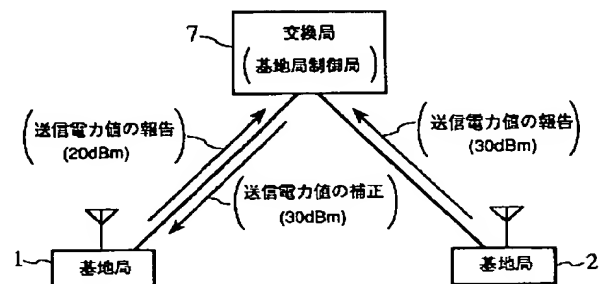 7
交換局
(基地局制御局)
(送信電力値の報告
(20dBm))
(送信電力値の報告
(30dBm))
(送信電力値の補正
(30dBm))
1
基地局
基地局
2